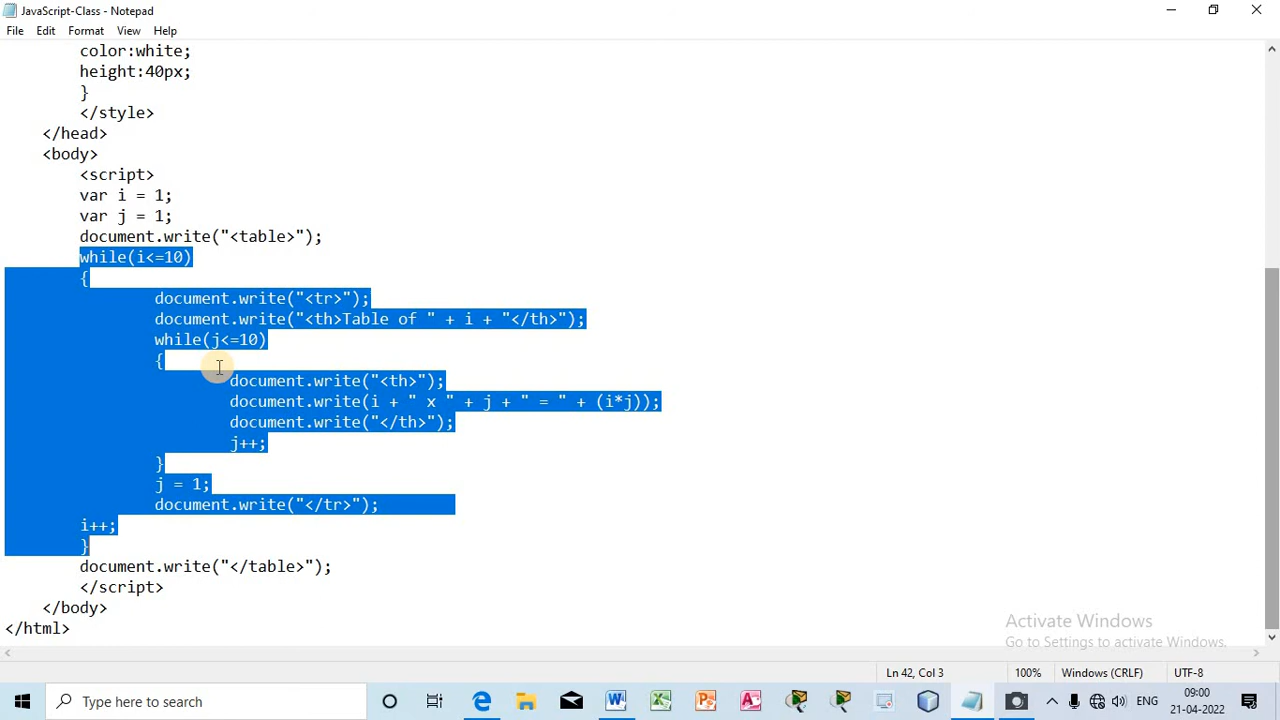 JavaScript-Class - Notepad
File Edit Format View Help
color:white;
height:40px;
}
</style>
</head>
<body>
<script>
var i = 1;
var j = 1;
document.write("<table>");
while(i<=10)
{
document.write("<tr>");
document.write("<th>Table of " + i + "</th>");
while(j<=10)
{
document.write("<th>");
document.write(i + " x " + j + " = " + (i*j));
document.write("</th>");
j++;
}
j = 1;
document.write("</tr>");
i++;
}
document.write("</table>");
</script>
</body>
</html>
Activate Windows
Go to Settings to activate Windows.
Ln 42, Col 3 100% Windows (CRLF) UTF-8
Type here to search
ENG
09:00
21-04-2022